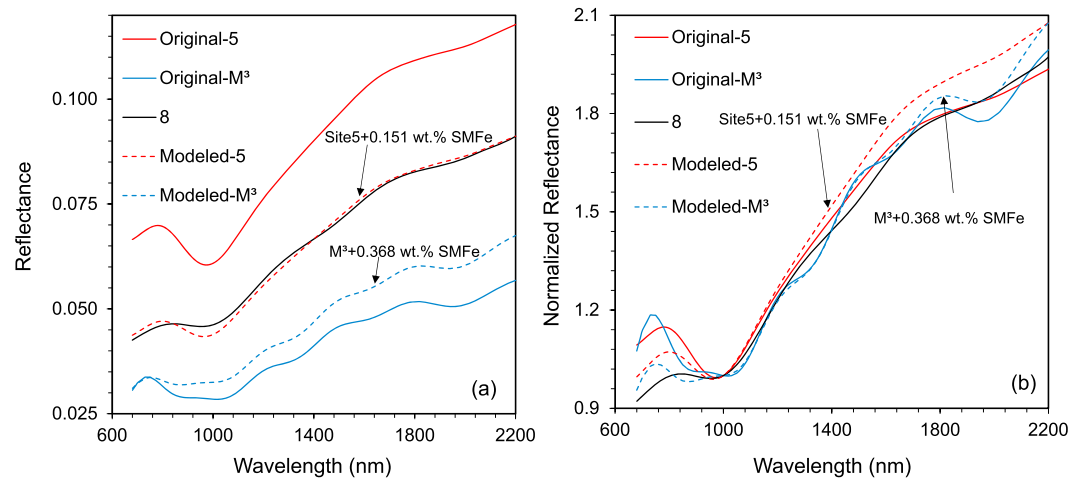 Original-5
Original-M³
8
Modeled-5
Modeled-M³
Site5+0.151 wt.% SMFe
M³+0.368 wt.% SMFe
(a)
0.100
0.075
0.050
0.025
600
1000
1400
1800
2200
Reflectance
Wavelength (nm)
Original-5
Original-M³
8
Modeled-5
Modeled-M³
Site5+0.151 wt.% SMFe
M³+0.368 wt.% SMFe
(b)
2.1
1.8
1.5
1.2
0.9
600
1000
1400
1800
2200
Normalized Reflectance
Wavelength (nm)